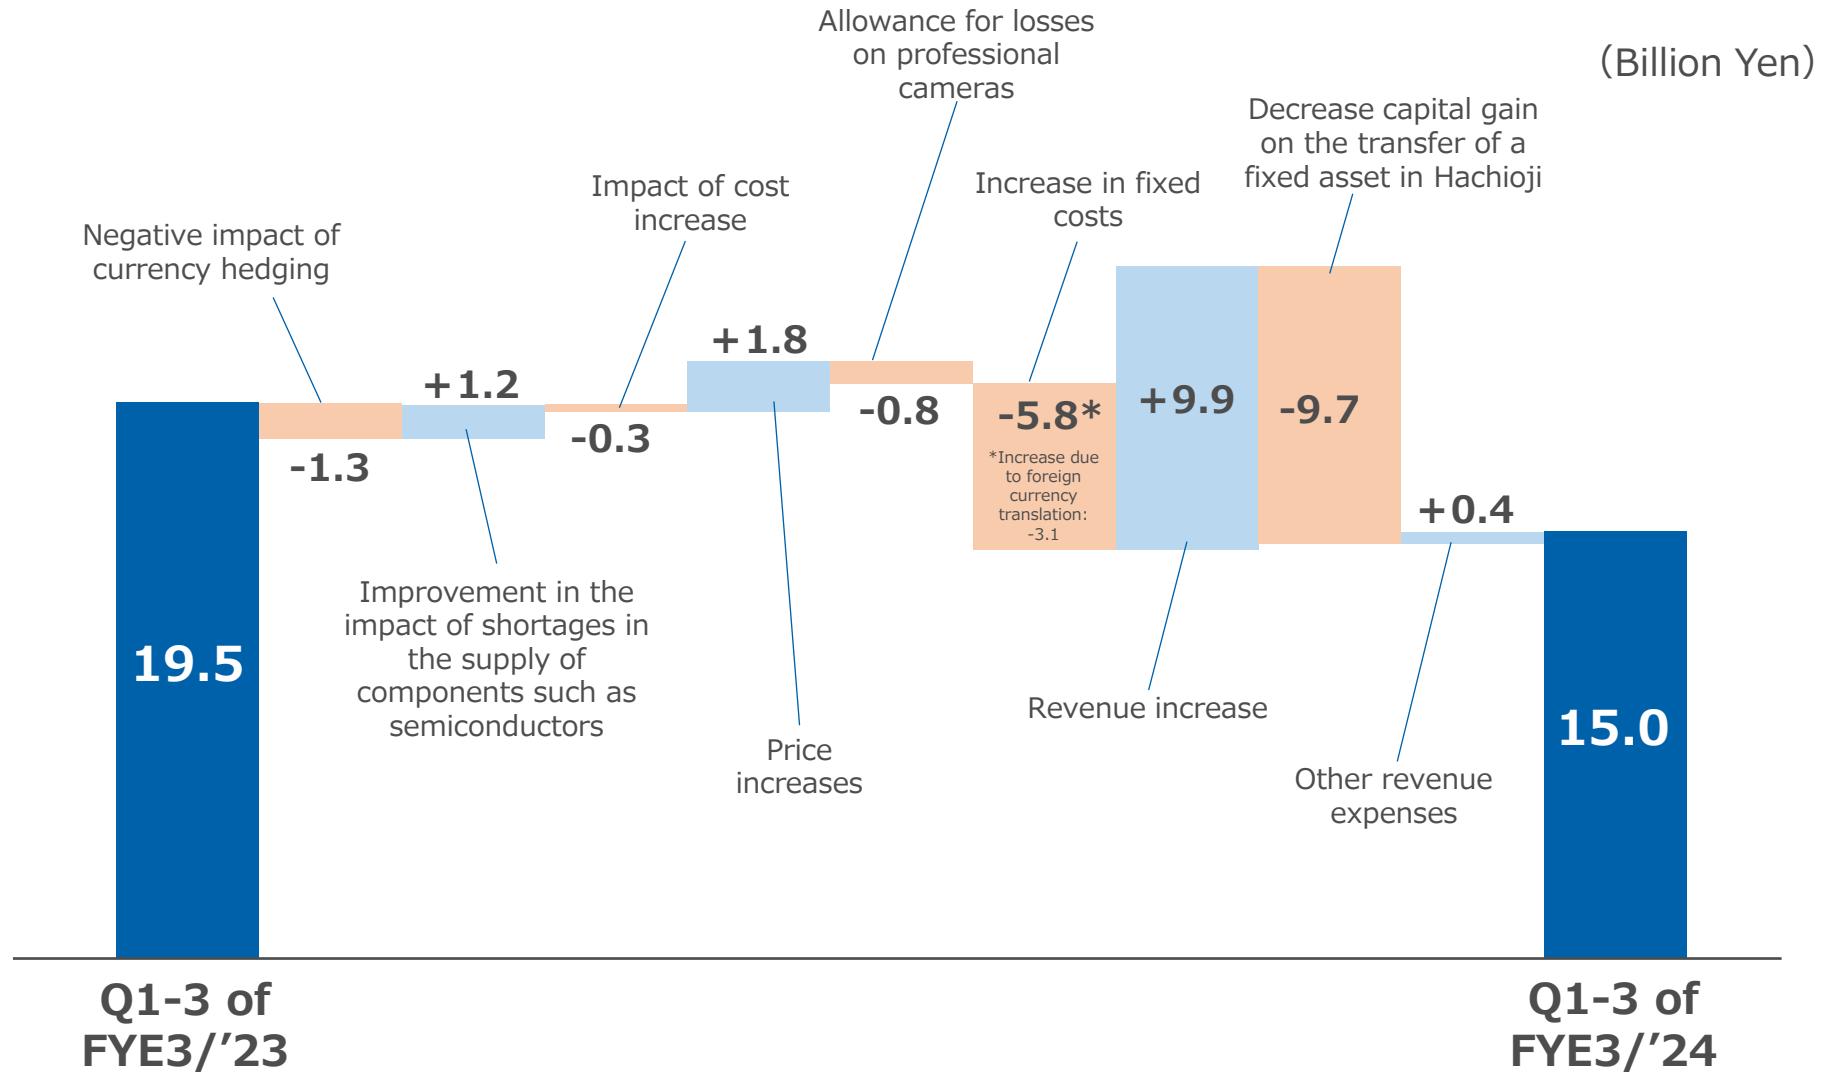 Allowance for losses
on professional
cameras
（Billion Yen）
Decrease capital gain
on the transfer of a
fixed asset in Hachioji
Impact of cost
increase
Increase in fixed
costs
Negative impact of
currency hedging
+1.8
+1.2
-0.8
-5.8*
+9.9
-9.7
-0.3
-1.3
*Increase due
to foreign
currency
translation:
-3.1
+0.4
Improvement in the
impact of shortages in
the supply of
components such as
semiconductors
19.5
Revenue increase
15.0
Price
increases
Other revenue
expenses
Q1-3 of
FYE3/’23
Q1-3 of
FYE3/’24